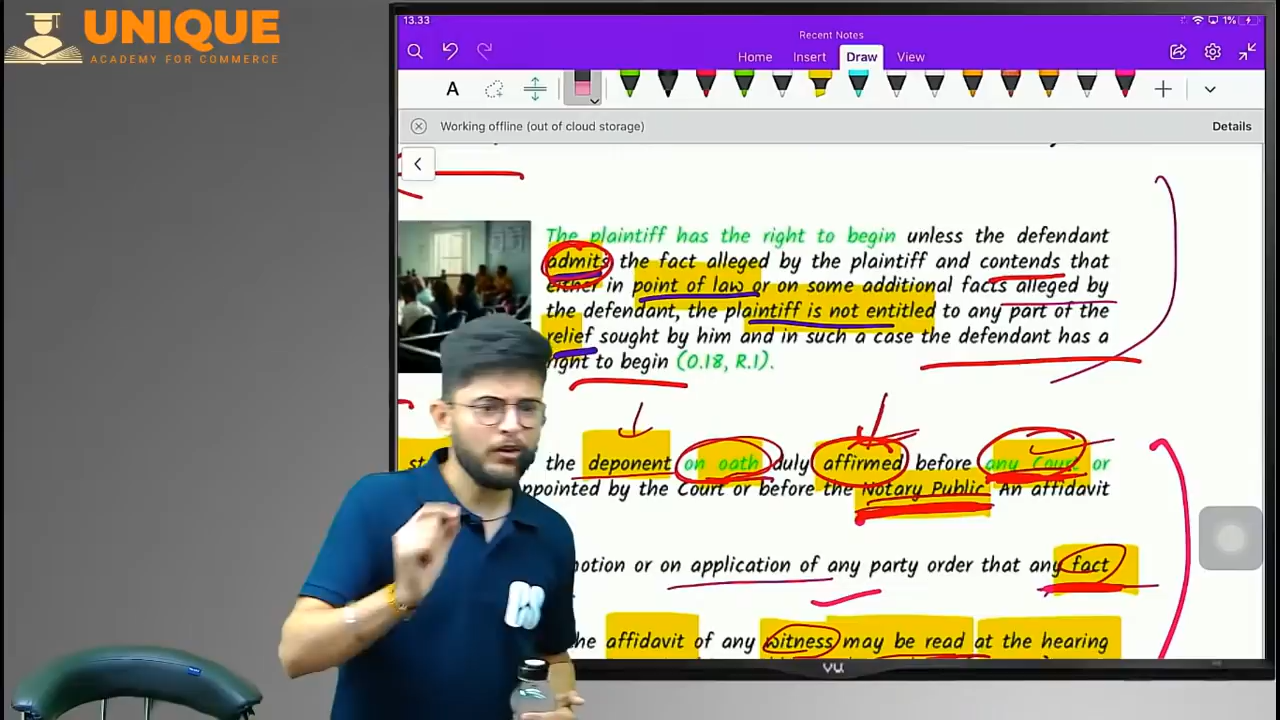 UNIQUE
ACADEMY FOR COMMERCE
13.33
1%
Recent Notes
Home Insert Draw View
A
Working offline (out of cloud storage)
Details
The plaintiff has the right to begin unless the defendant
admits the fact alleged by the plaintiff and contends that
either in point of law or on some additional facts alleged by
the defendant, the plaintiff is not entitled to any part of the
relief sought by him and in such a case the defendant has a
right to begin (O.18, R.1).
the deponent on oath duly affirmed before any Court or
by the Court or before the Notary Public An affidavit
or on application of any party order that any fact
affidavit of any witness may be read at the hearing
VU